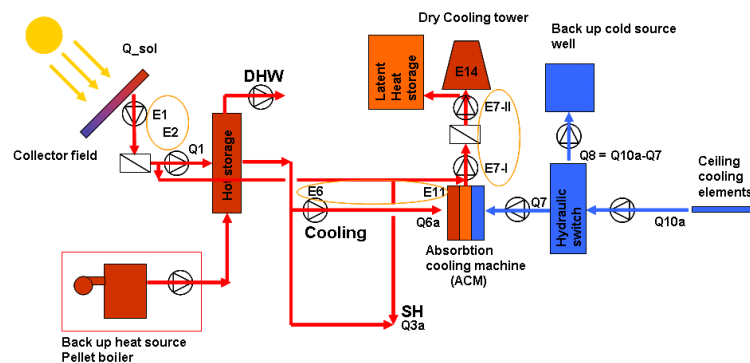 Q_sol
Collector field
E1
E2
Q1
DHW
Hot storage
Back up heat source
Pellet boiler
E6
Cooling
E11
Q6a
SH
Q3a
Latent
Heat
storage
Dry Cooling tower
E14
E7-II
E7-I
Absorbtion
cooling machine
(ACM)
Q7
Back up cold source
well
Q8 = Q10a-Q7
Hydraulic
switch
Q10a
Ceiling
cooling
elements